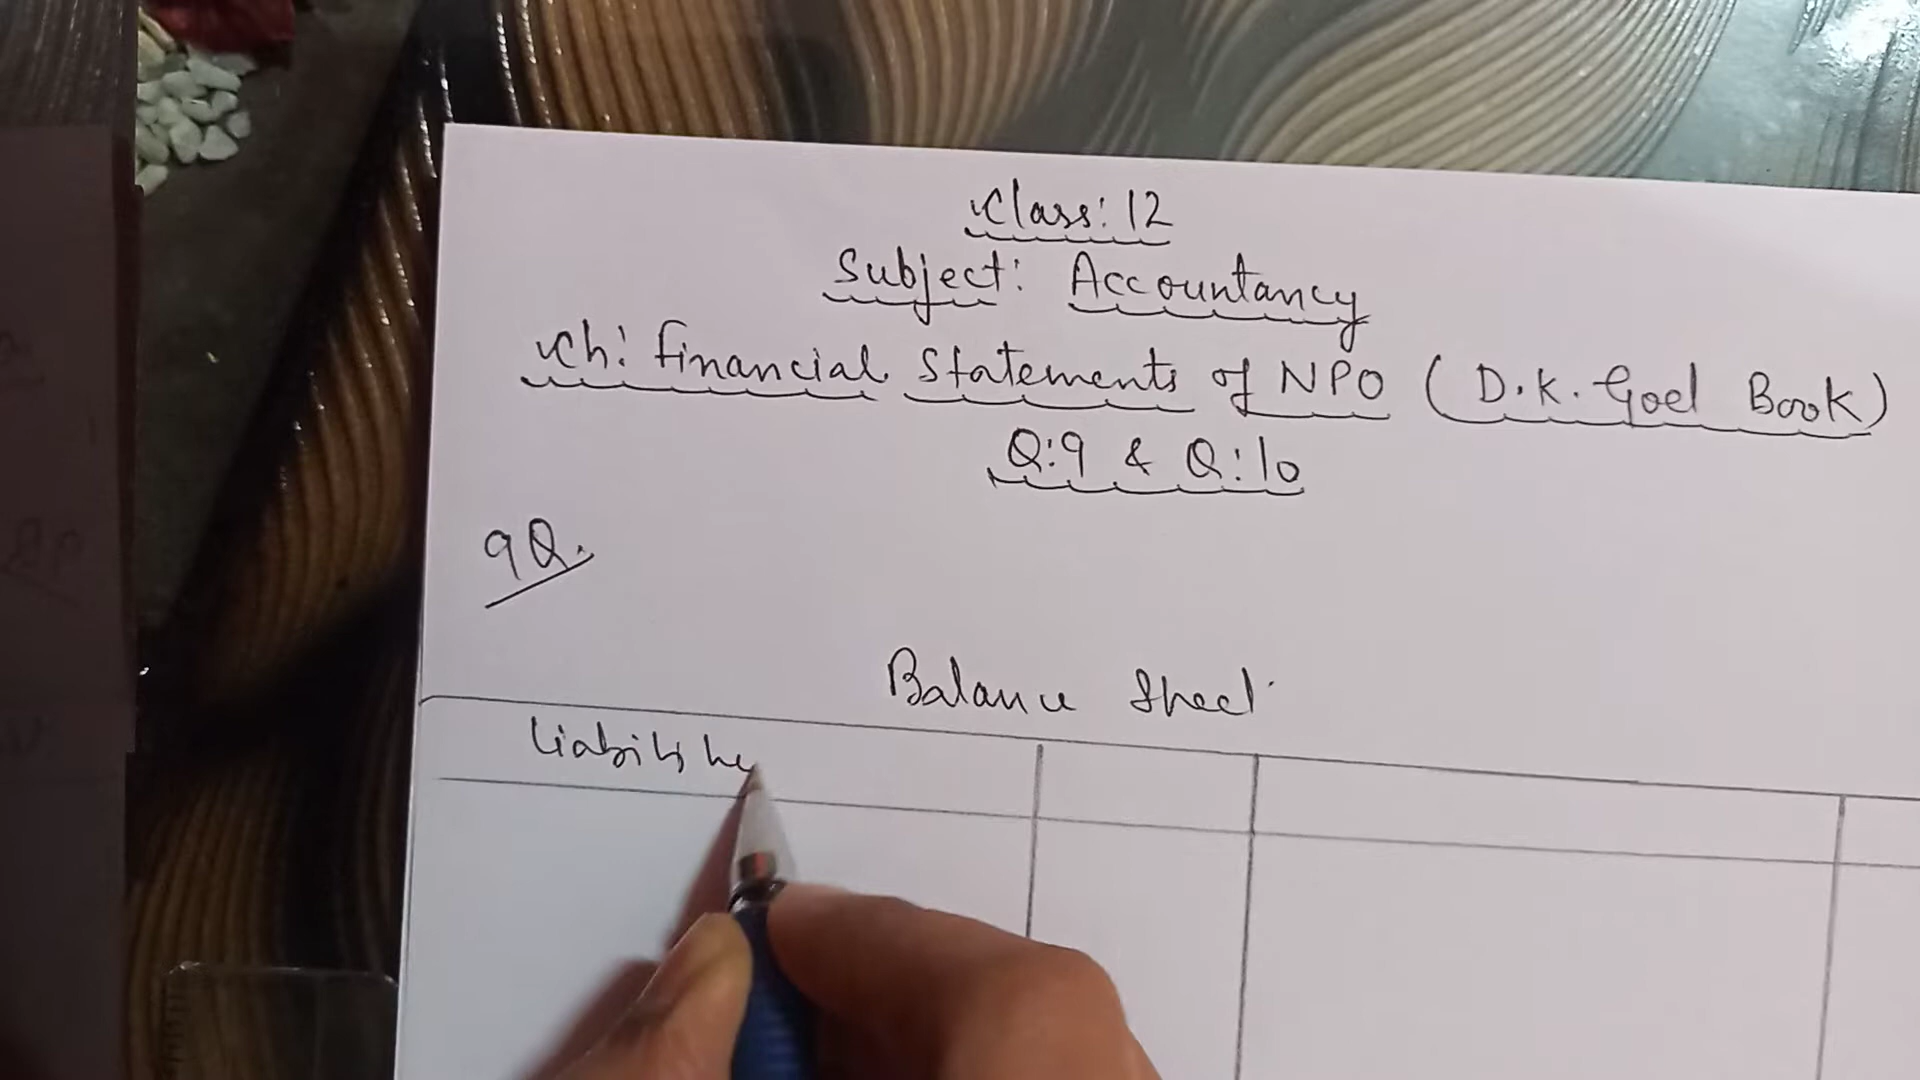 Class: 12
Subject: Accountancy
Ch: Financial Statements of NPO (D.K. Goel Book)
Q:9 & Q:10
9Q.
Balance Sheet
Liabilities